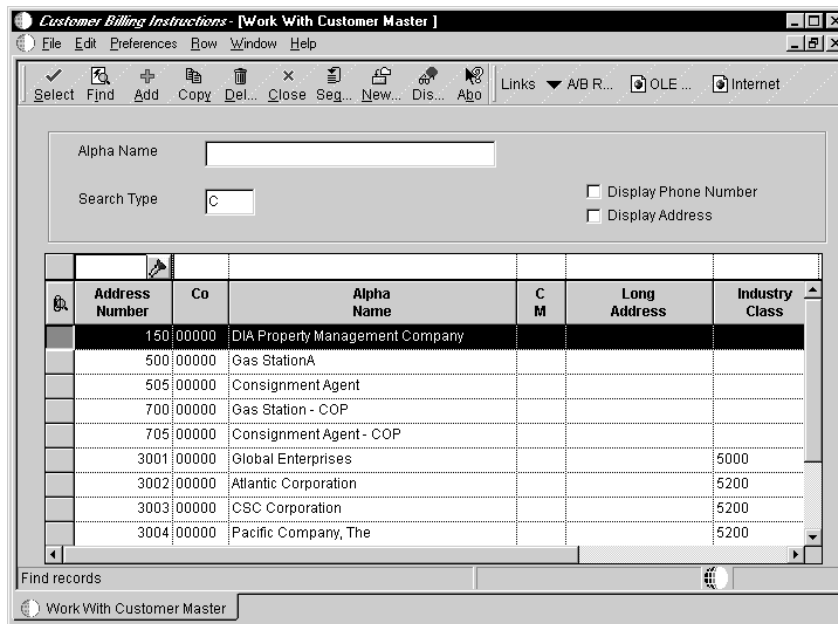 Customer Billing Instructions - [Work With Customer Master ]
File Edit Preferences Row Window Help
Select Find Add Copy Del... Close Seq... New... Dis... Abo Links A/B R... OLE ... Internet
Alpha Name
Search Type C
Display Phone Number
Display Address
Address Number Co Alpha Name C M Long Address Industry Class
150 00000 DIA Property Management Company
500 00000 Gas StationA
505 00000 Consignment Agent
700 00000 Gas Station - COP
705 00000 Consignment Agent - COP
3001 00000 Global Enterprises 5000
3002 00000 Atlantic Corporation 5200
3003 00000 CSC Corporation 5200
3004 00000 Pacific Company, The 5200
Find records
Work With Customer Master